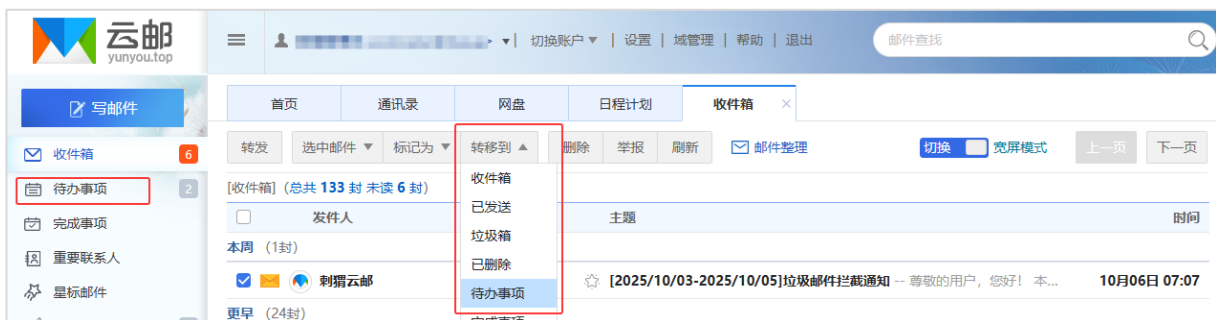 云邮
yunyou.top
切换账户 | 设置 | 域管理 | 帮助 | 退出
邮件查找
写邮件
首页 通讯录 网盘 日程计划 收件箱
收件箱 6
转发 选中邮件 标记为 转移到 删除 举报 刷新 邮件整理 切换 宽屏模式 上一页 下一页
待办事项 2
完成事项
重要联系人
星标邮件
收件箱
已发送
垃圾箱
已删除
待办事项
完成事项
[收件箱]（总共 133 封 未读 6 封）
发件人 主题 时间
本周 （1封）
刺猬云邮 [2025/10/03-2025/10/05]垃圾邮件拦截通知 -- 尊敬的用户，您好！ 本... 10月06日 07:07
更早 （24封）